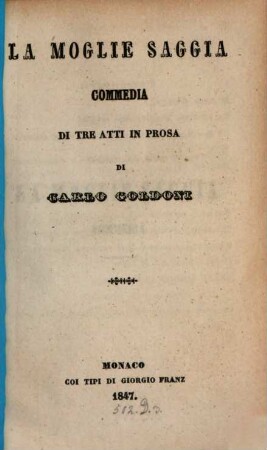 LA MOGLIE SAGGIA
COMMEDIA
DI TRE ATTI IN PROSA
DI
CARLO GOLDONI
MONACO
COI TIPI DI GIORGIO FRANZ
1847.